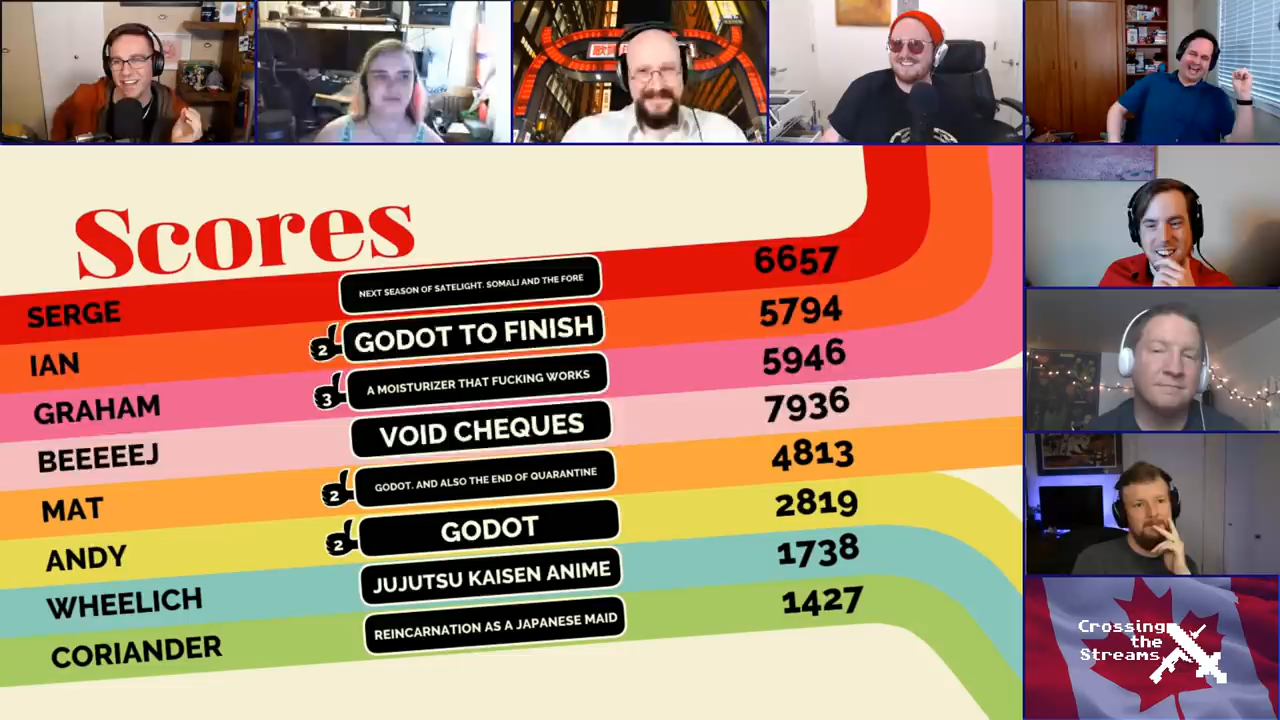 Scores
SERGE NEXT SEASON OF SATELIGHT. SOMALI AND THE FORE 6657
IAN 2 GODOT TO FINISH 5794
GRAHAM 3 A MOISTURIZER THAT FUCKING WORKS 5946
BEEEEEJ VOID CHEQUES 7936
MAT 2 GODOT. AND ALSO THE END OF QUARANTINE 4813
ANDY 2 GODOT 2819
WHEELICH JUJUTSU KAISEN ANIME 1738
CORIANDER REINCARNATION AS A JAPANESE MAID 1427
Crossing
the
Streams